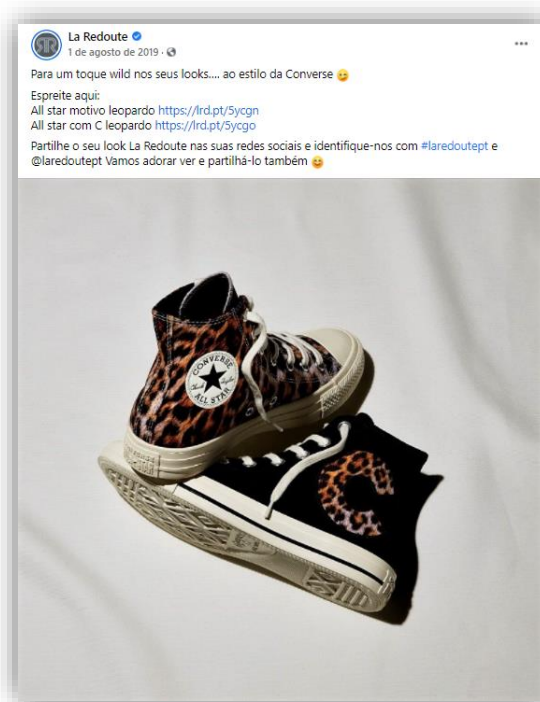 La Redoute
1 de agosto de 2019 ·
Para um toque wild nos seus looks.... ao estilo da Converse 😉
Espreite aqui:
All star motivo leopardo https://lrd.pt/5ycgn
All star com C leopardo https://lrd.pt/5ycgo
Partilhe o seu look La Redoute nas suas redes sociais e identifique-nos com #laredoutept e
@laredoutept Vamos adorar ver e partilhá-lo também 😊
CONVERSE
ALL STAR
C